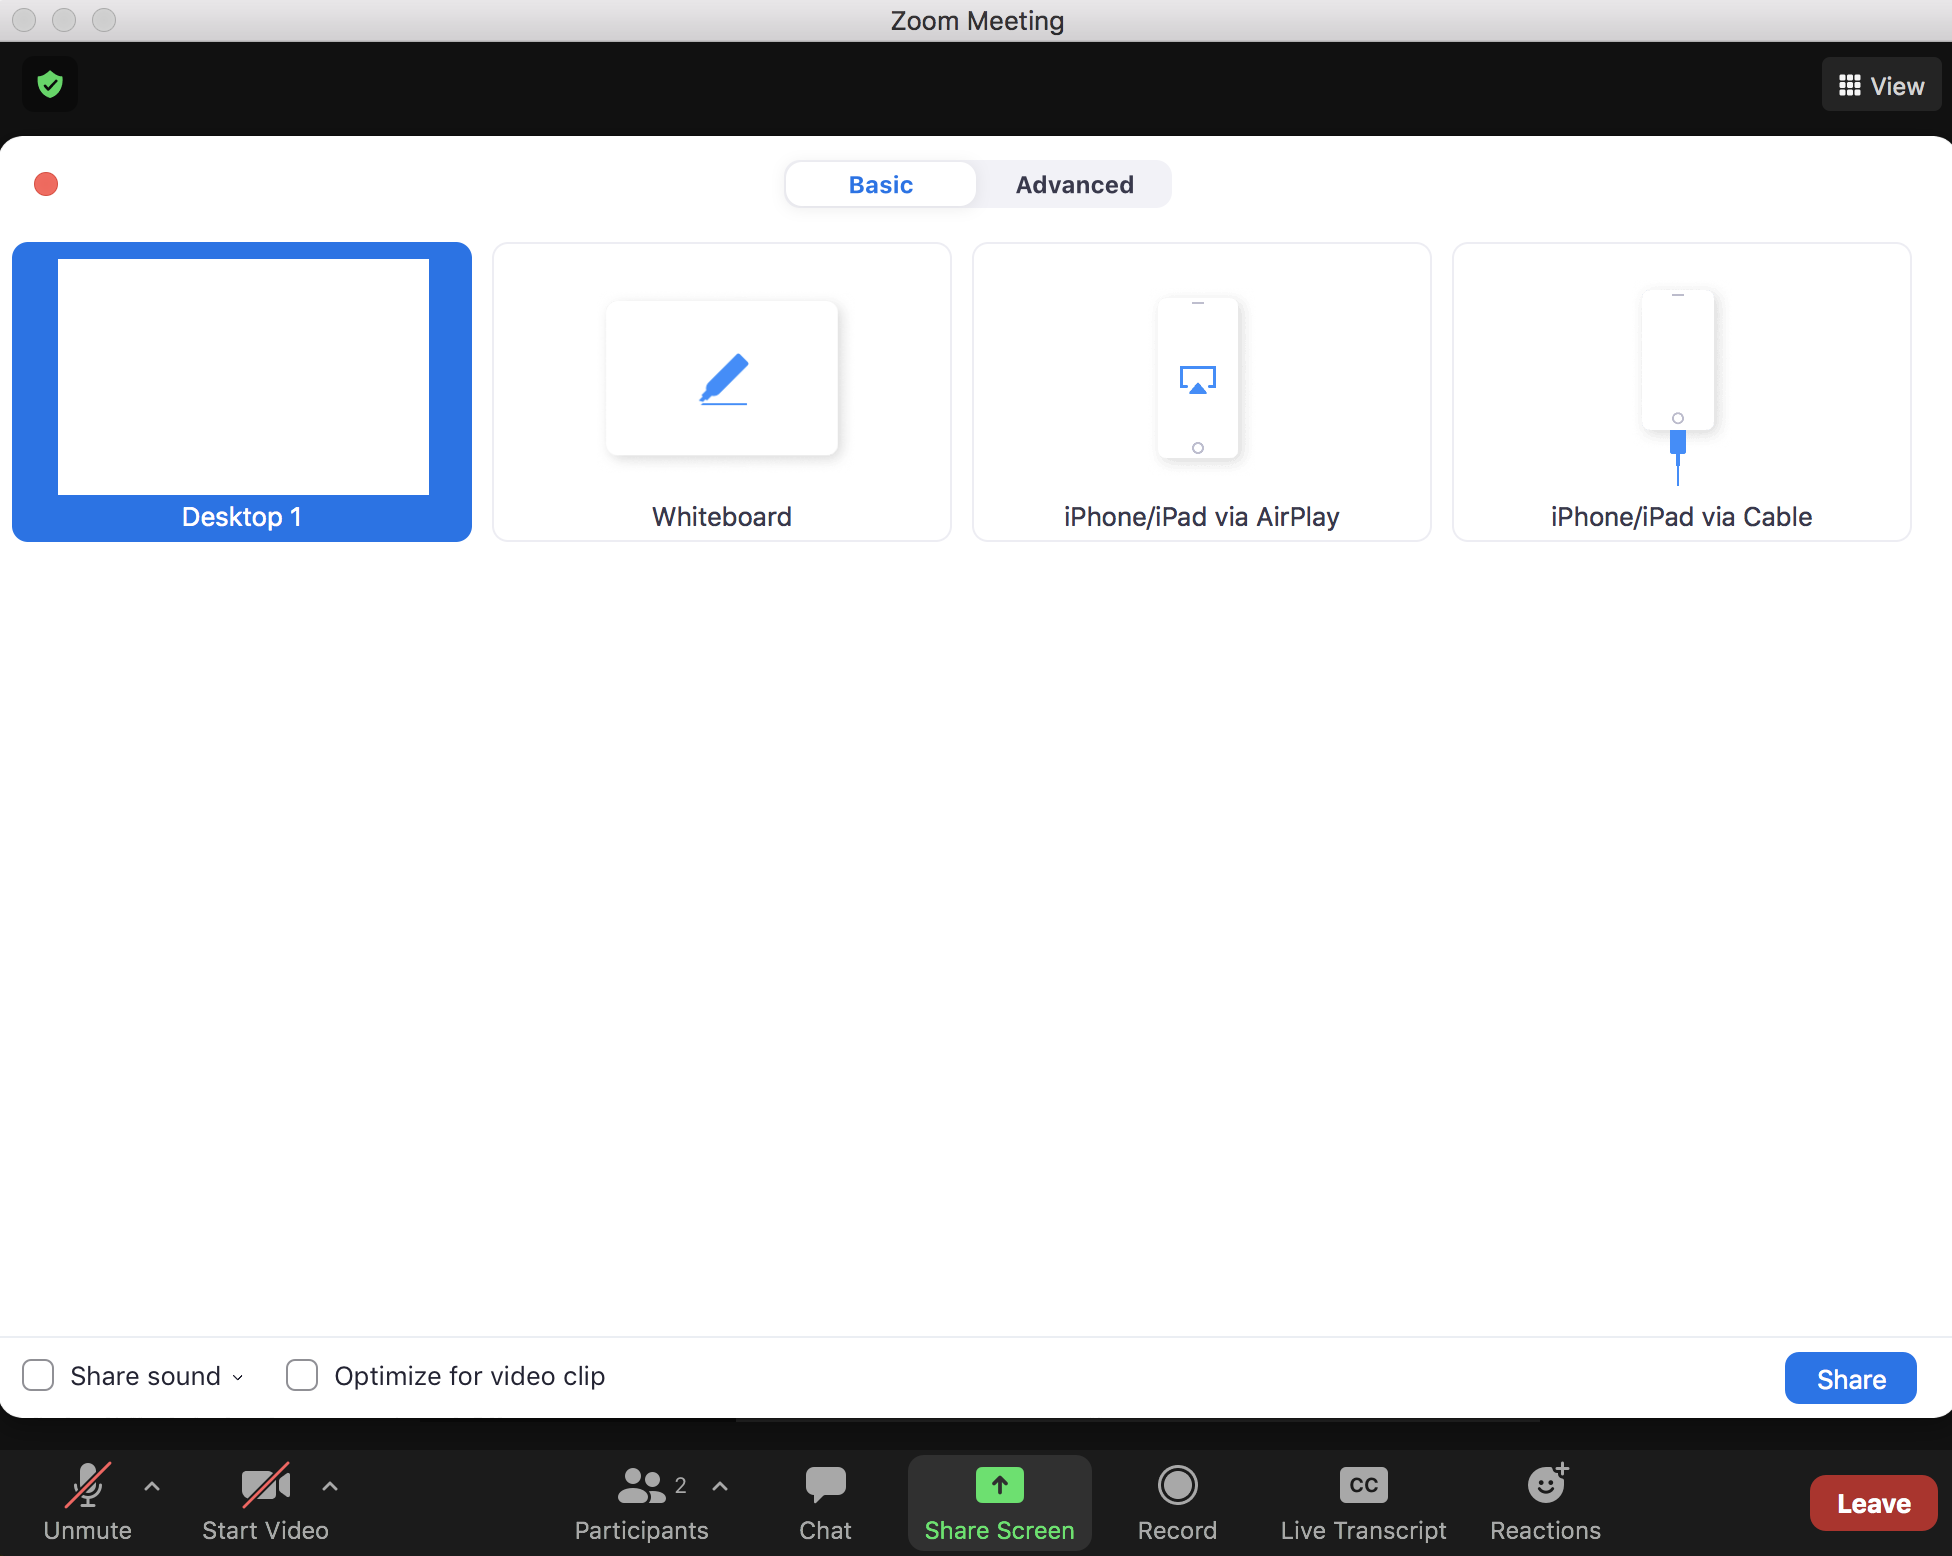 Zoom Meeting
View
Basic Advanced
Desktop 1
Whiteboard
iPhone/iPad via AirPlay
iPhone/iPad via Cable
Share sound
Optimize for video clip
Share
2
CC
Unmute
Start Video
Participants
Chat
Share Screen
Record
Live Transcript
Reactions
Leave